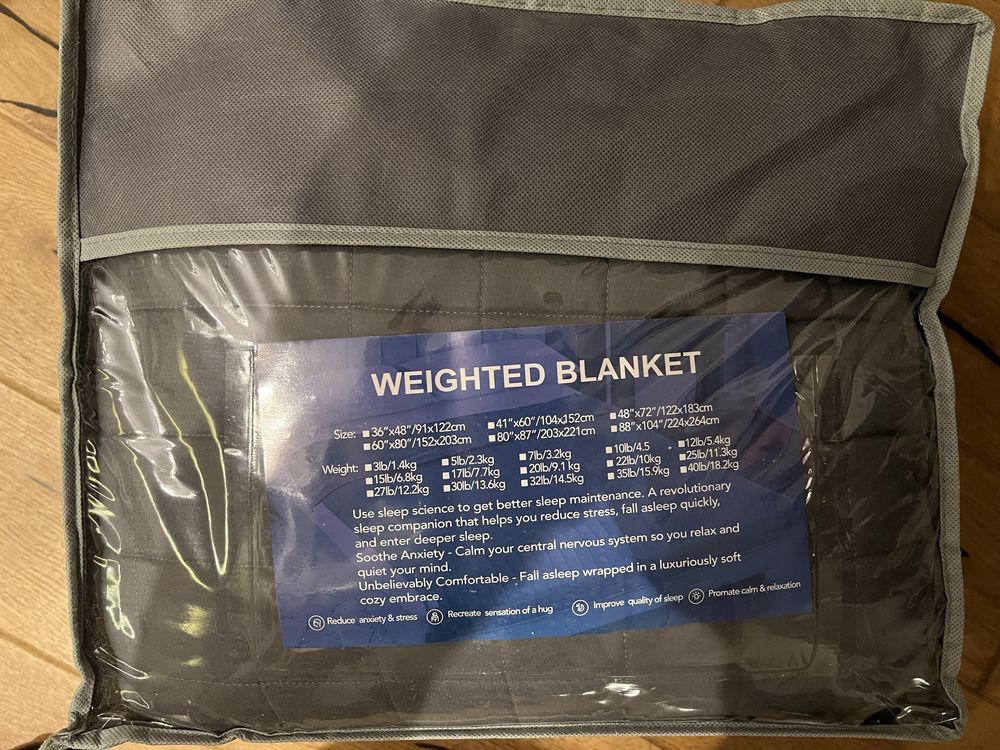 WEIGHTED BLANKET
Size: ■36″x48″/91x122cm ■41″x60″/104x152cm ■48″x72″/122x183cm
■60″x80″/152x203cm ■80″x87″/203x221cm ■88″x104″/224x264cm
Weight: ■3lb/1.4kg ■5lb/2.3kg ■7lb/3.2kg ■10lb/4.5 ■12lb/5.4kg
■15lb/6.8kg ■17lb/7.7kg ■20lb/9.1 kg ■22lb/10kg ■25lb/11.3kg
■27lb/12.2kg ■30lb/13.6kg ■32lb/14.5kg ■35lb/15.9kg ■40lb/18.2kg
Use sleep science to get better sleep maintenance. A revolutionary
sleep companion that helps you reduce stress, fall asleep quickly,
and enter deeper sleep.
Soothe Anxiety - Calm your central nervous system so you relax and
quiet your mind.
Unbelievably Comfortable - Fall asleep wrapped in a luxuriously soft
cozy embrace.
Reduce anxiety & stress Recreate sensation of a hug Improve quality of sleep Promate calm & relaxation